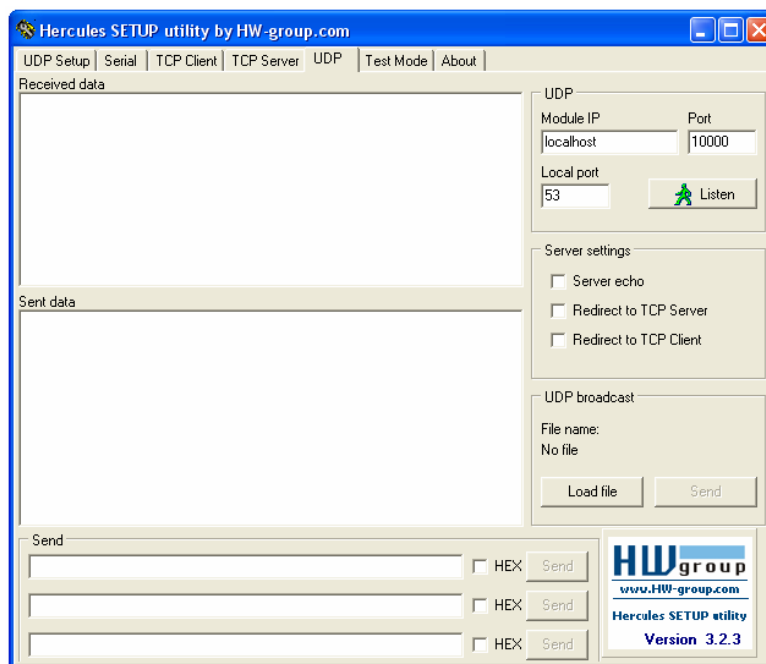 Hercules SETUP utility by HW-group.com
UDP Setup Serial TCP Client TCP Server UDP Test Mode About
Received data
UDP
Module IP Port
localhost 10000
Local port
53 Listen
Server settings
Server echo
Redirect to TCP Server
Redirect to TCP Client
Sent data
UDP broadcast
File name:
No file
Load file Send
Send
HEX Send
HEX Send
HEX Send
HW group
www.HW-group.com
Hercules SETUP utility
Version 3.2.3